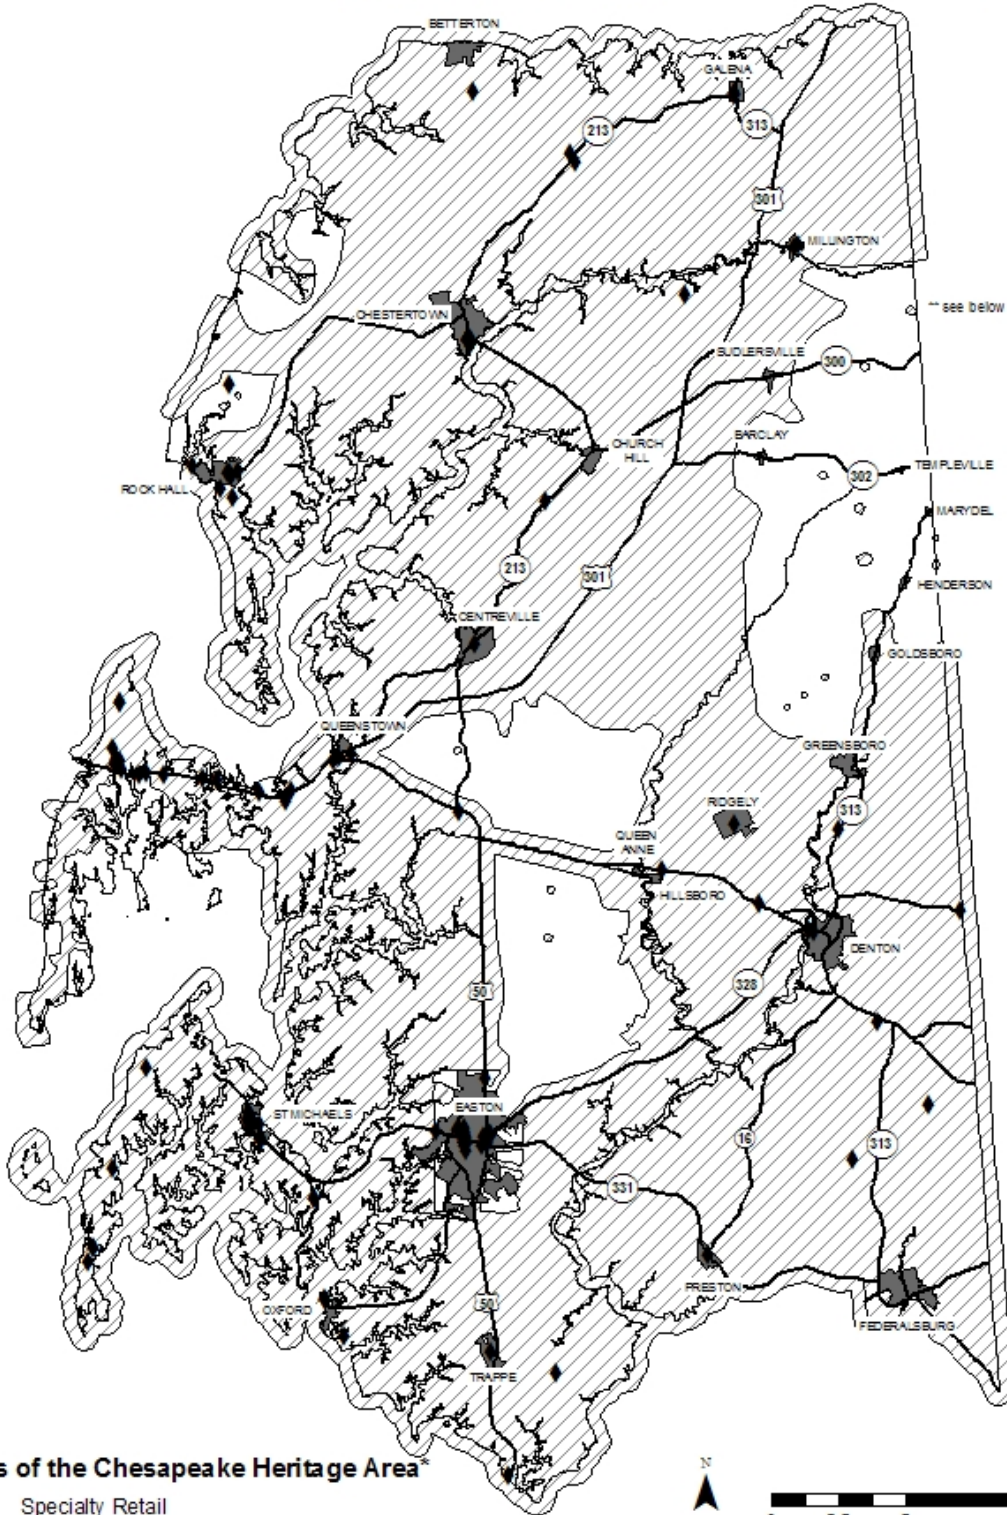 BETTERTON
GALENA
213
313
301
MILLINGTON
** see below
CHESTERTOWN
SUDLERSVILLE
300
BARCLAY
CHURCH
HILL
TEMPLEVILLE
302
ROCK HALL
MARYDEL
213
301
HENDERSON
CENTREVILLE
GOLDSBORO
QUEENSTOWN
GREENSBORO
RIDGELY
313
QUEEN
ANNE
HILLSBORO
DENTON
328
50
EASTON
ST MICHAELS
16
313
331
PRESTON
50
OXFORD
FEDERALSBURG
TRAPPE
s of the Chesapeake Heritage Area*
N
Specialty Retail